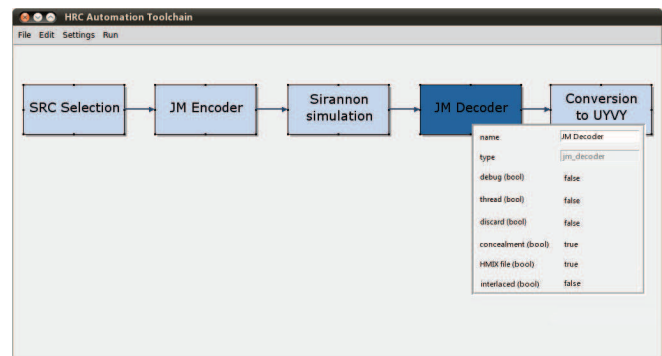 HRC Automation Toolchain
File Edit Settings Run
SRC Selection
JM Encoder
Sirannon
simulation
JM Decoder
Conversion
to UYVY
name JM Decoder
type jm_decoder
debug (bool) false
thread (bool) false
discard (bool) false
concealment (bool) true
HMIX file (bool) true
interlaced (bool) false